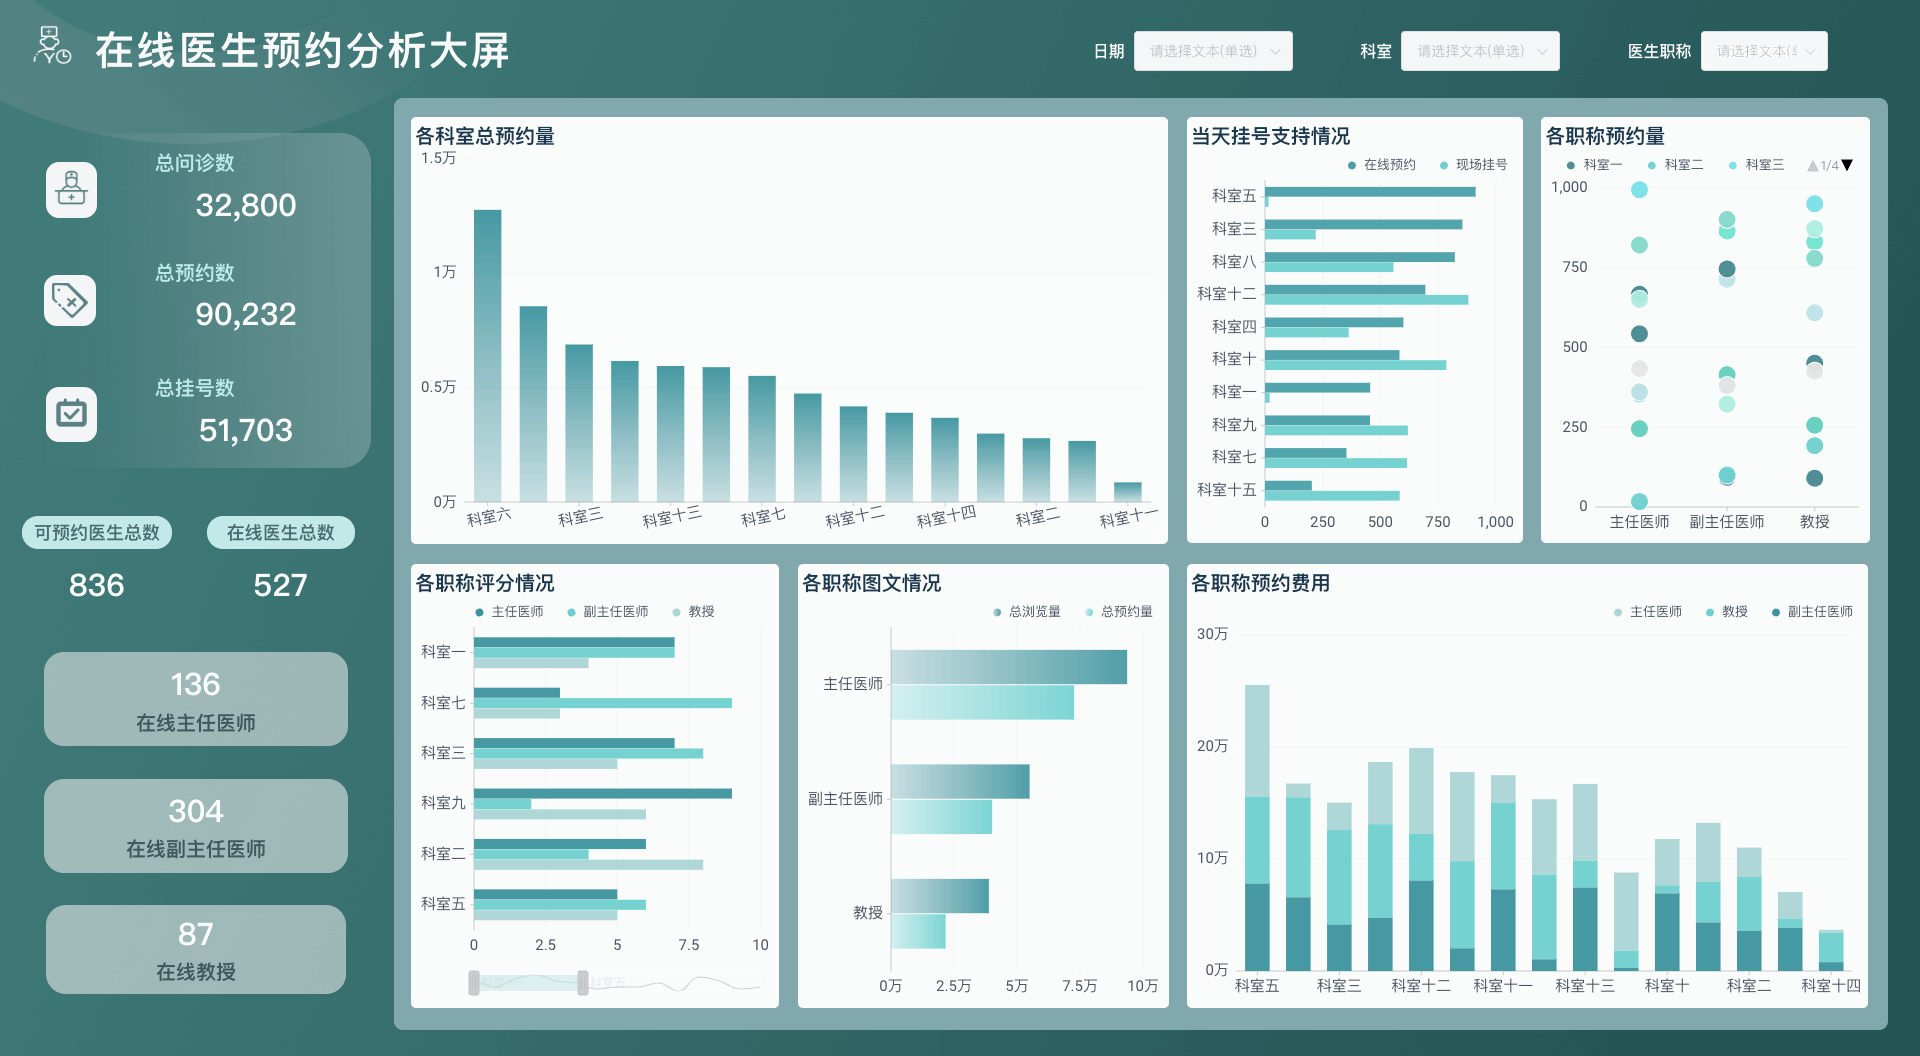 在线医生预约分析大屏
日期
请选择文本(单选)
科室
请选择文本(单选)
医生职称
请选择文本(
总问诊数
32,800
总预约数
90,232
总挂号数
51,703
可预约医生总数
在线医生总数
836
527
136
在线主任医师
304
在线副主任医师
87
在线教授
各科室总预约量
1.5万
1万
0.5万
0万
科室六
科室三
科室十三
科室七
科室十二
科室十四
科室二
科室十一
当天挂号支持情况
在线预约
现场挂号
科室五
科室三
科室八
科室十二
科室四
科室十
科室一
科室九
科室七
科室十五
0
250
500
750
1,000
各职称预约量
科室一
科室二
科室三
1/4
1,000
750
500
250
0
主任医师
副主任医师
教授
各职称评分情况
主任医师
副主任医师
教授
科室一
科室七
科室三
科室九
科室二
科室五
0
2.5
5
7.5
10
科室五
各职称图文情况
总浏览量
总预约量
主任医师
副主任医师
教授
0万
2.5万
5万
7.5万
10万
各职称预约费用
主任医师
教授
副主任医师
30万
20万
10万
0万
科室五
科室三
科室十二
科室十一
科室十三
科室十
科室二
科室十四